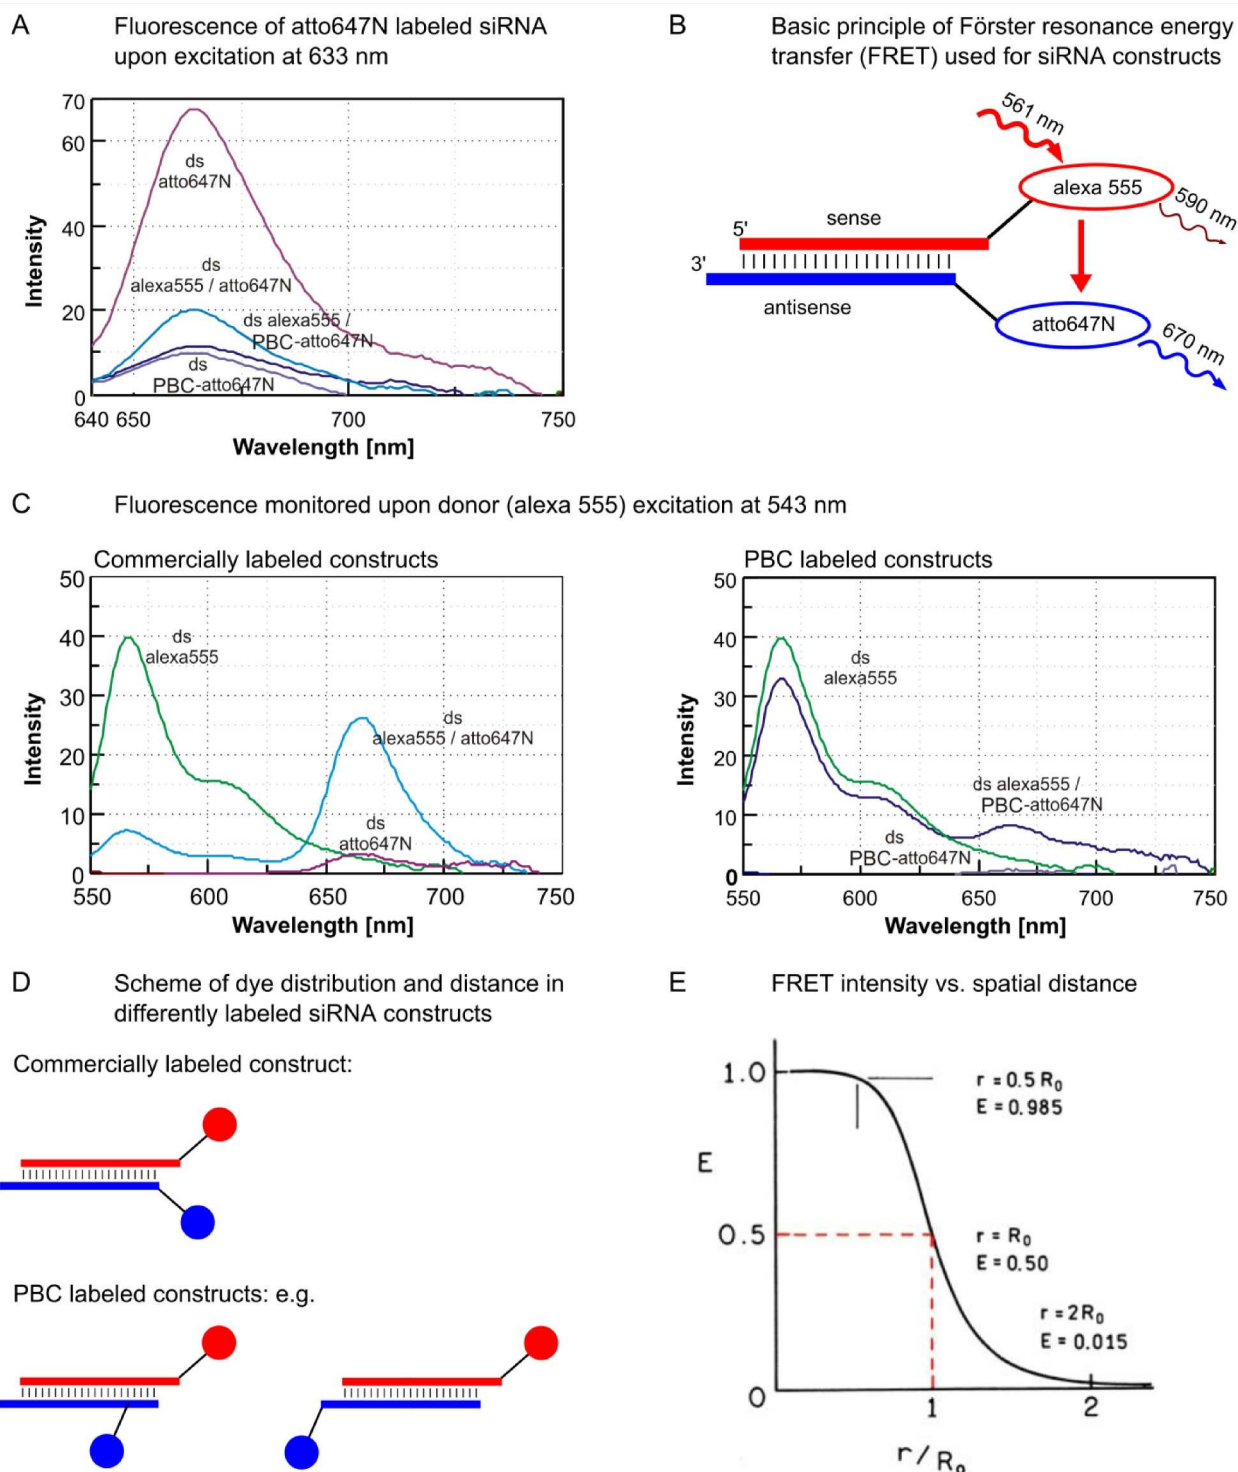 A
Fluorescence of atto647N labeled siRNA
upon excitation at 633 nm
70
60
40
20
0
Intensity
ds
atto647N
ds
alexa555 / atto647N
ds alexa555 /
PBC-atto647N
ds
PBC-atto647N
640 650 700 750
Wavelength [nm]
B
Basic principle of Förster resonance energy
transfer (FRET) used for siRNA constructs
561 nm
alexa 555
590 nm
5'
sense
3'
antisense
atto647N
670 nm
C
Fluorescence monitored upon donor (alexa 555) excitation at 543 nm
Commercially labeled constructs
50
40
30
20
10
0
Intensity
ds
alexa555
ds
alexa555 / atto647N
ds
atto647N
550 600 650 700 750
Wavelength [nm]
PBC labeled constructs
50
40
30
20
10
0
Intensity
ds
alexa555
ds alexa555 /
PBC-atto647N
ds
PBC-atto647N
550 600 650 700 750
Wavelength [nm]
D
Scheme of dye distribution and distance in
differently labeled siRNA constructs
Commercially labeled construct:
PBC labeled constructs: e.g.
E
FRET intensity vs. spatial distance
1.0
E
0.5
0
r = 0.5 R₀
E = 0.985
r = R₀
E = 0.50
r = 2R₀
E = 0.015
1 2
r / R₀